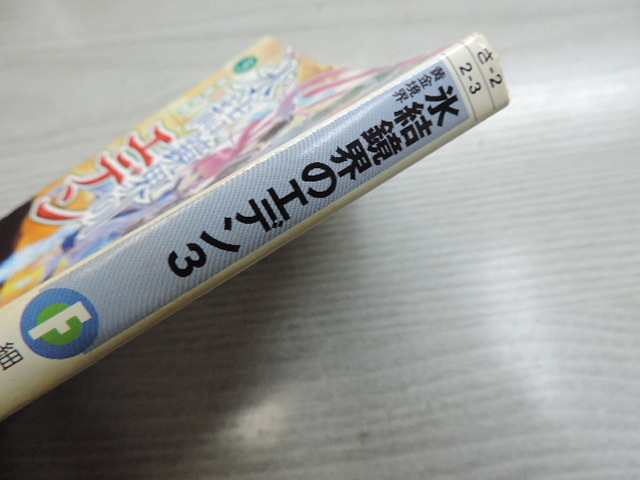 さ-2
2-3
黄金境界
氷結鏡界のエデン3
細
エデン